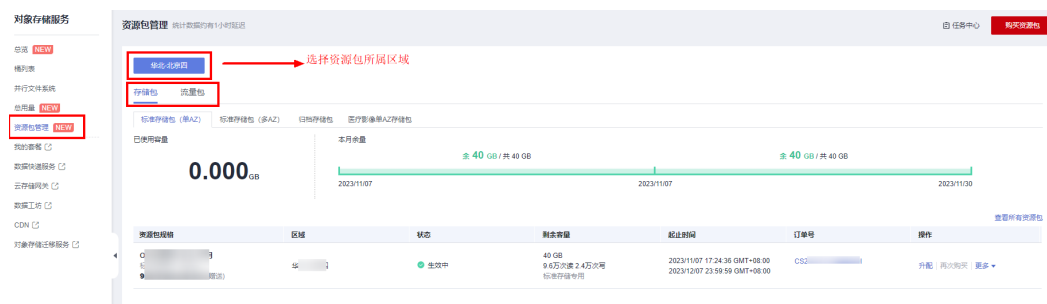 对象存储服务
总览 NEW
桶列表
并行文件系统
总用量 NEW
资源包管理 NEW
我的套餐
数据快递服务
云存储网关
数据工坊
CDN
对象存储迁移服务
资源包管理 统计数据约有1小时延迟
任务中心
购买资源包
华北-北京四
选择资源包所属区域
存储包 流量包
标准存储包 (单AZ) 标准存储包 (多AZ) 归档存储包 医疗影像单AZ存储包
已使用容量
0.000 GB
本月余量
余 40 GB / 共 40 GB
余 40 GB / 共 40 GB
2023/11/07
2023/11/07
2023/11/30
查看所有资源包
资源包规格 区域 状态 剩余容量 起止时间 订单号 操作
生效中
40 GB
9.6万次读 2.4万次写
标准存储专用
2023/11/07 17:24:36 GMT+08:00
2023/12/07 23:59:59 GMT+08:00
升配 再次购买 更多